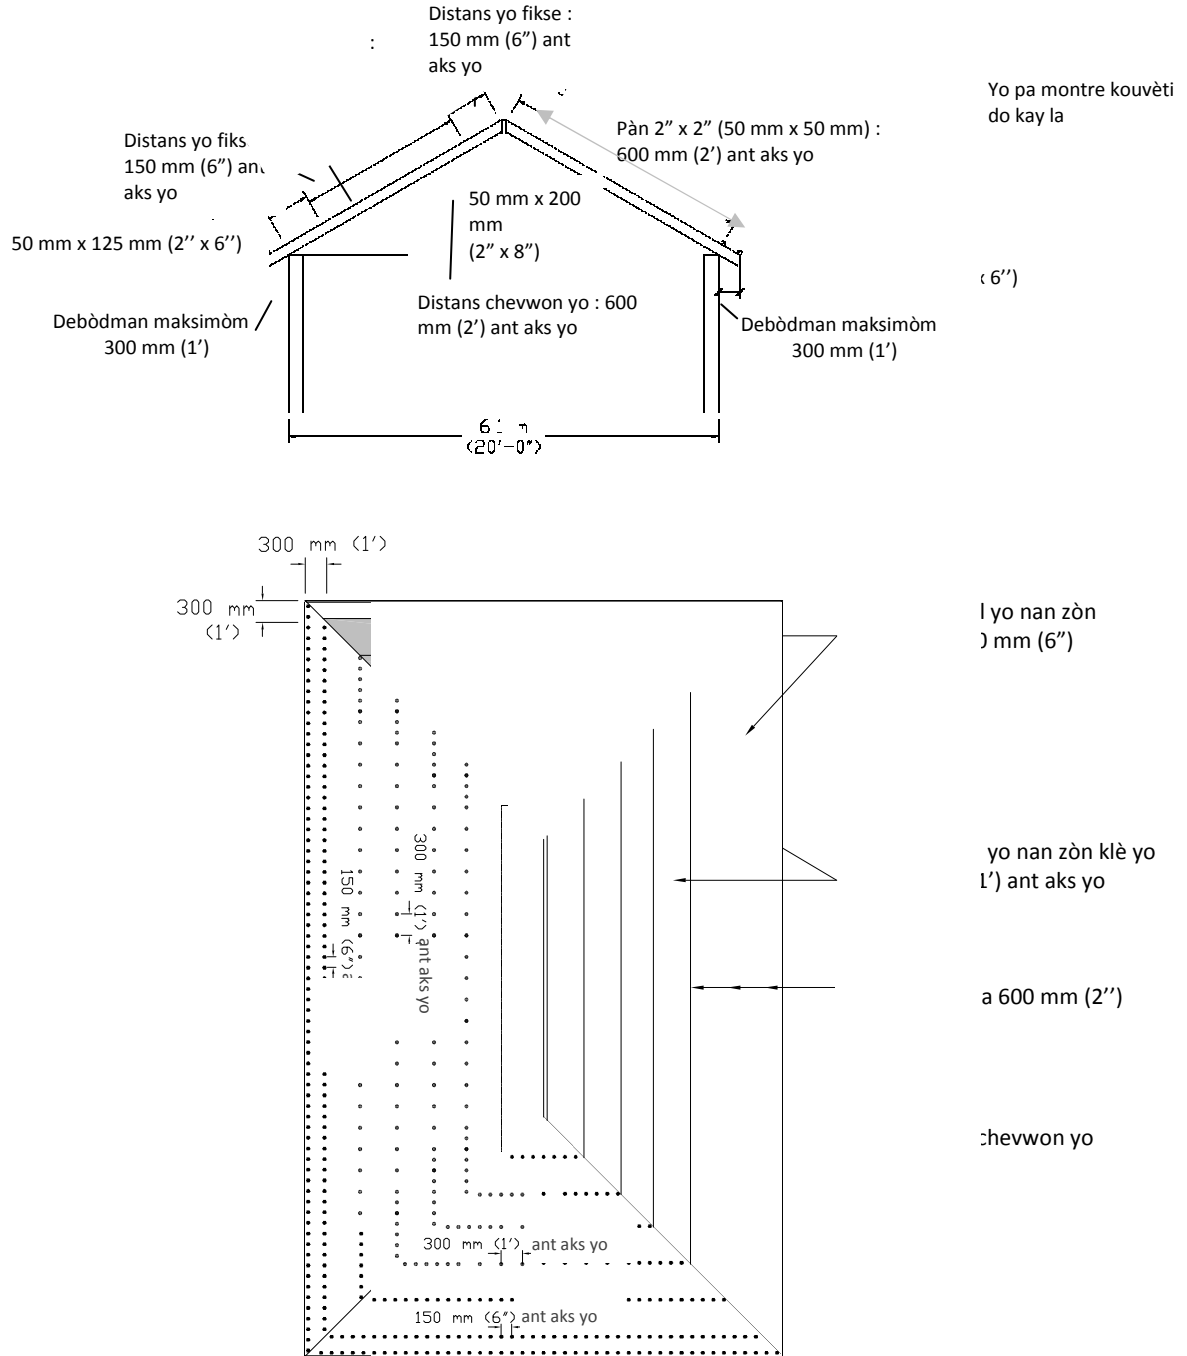 Distans yo fikse :
150 mm (6”) ant
aks yo
:
Yo pa montre kouvèti
do kay la
Distans yo fiks
150 mm (6”) an
aks yo
Pàn 2” x 2” (50 mm x 50 mm) :
600 mm (2’) ant aks yo
50 mm x 125 mm (2’’ x 6’’)
50 mm x 200
mm
(2” x 8”)
x 6’’)
Distans chevwon yo : 600
mm (2’) ant aks yo
Debòdman maksimòm
300 mm (1’)
Debòdman maksimòm
300 mm (1’)
(20'-0")
300 mm (1')
300 mm
(1')
l yo nan zòn
0 mm (6”)
300 mm (1') ant aks yo
150 mm (6")
yo nan zòn klè yo
1’) ant aks yo
a 600 mm (2’’)
chevwon yo
300 mm (1') ant aks yo
150 mm (6") ant aks yo